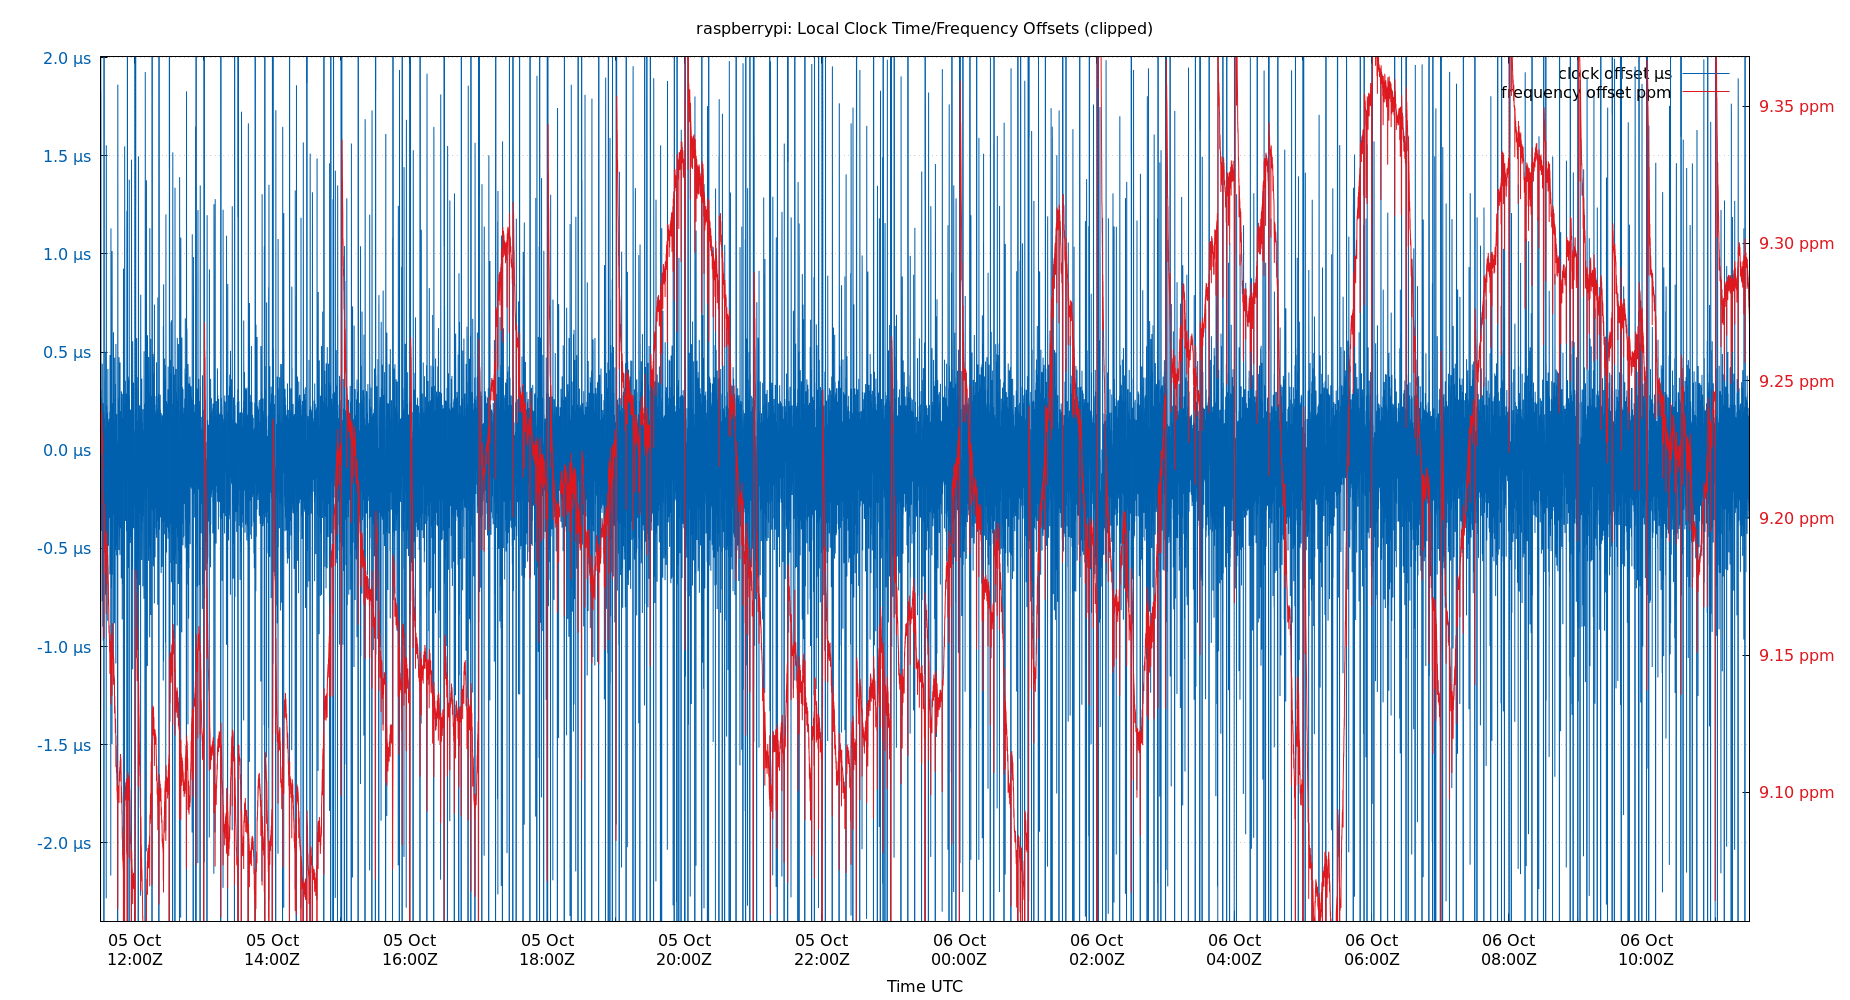 raspberrypi: Local Clock Time/Frequency Offsets (clipped)
2.0 µs
1.5 µs
1.0 µs
0.5 µs
0.0 µs
-0.5 µs
-1.0 µs
-1.5 µs
-2.0 µs
clock offset µs
frequency offset ppm
9.35 ppm
9.30 ppm
9.25 ppm
9.20 ppm
9.15 ppm
9.10 ppm
05 Oct 05 Oct 05 Oct 05 Oct 05 Oct 05 Oct 06 Oct 06 Oct 06 Oct 06 Oct 06 Oct 06 Oct
12:00Z 14:00Z 16:00Z 18:00Z 20:00Z 22:00Z 00:00Z 02:00Z 04:00Z 06:00Z 08:00Z 10:00Z
Time UTC